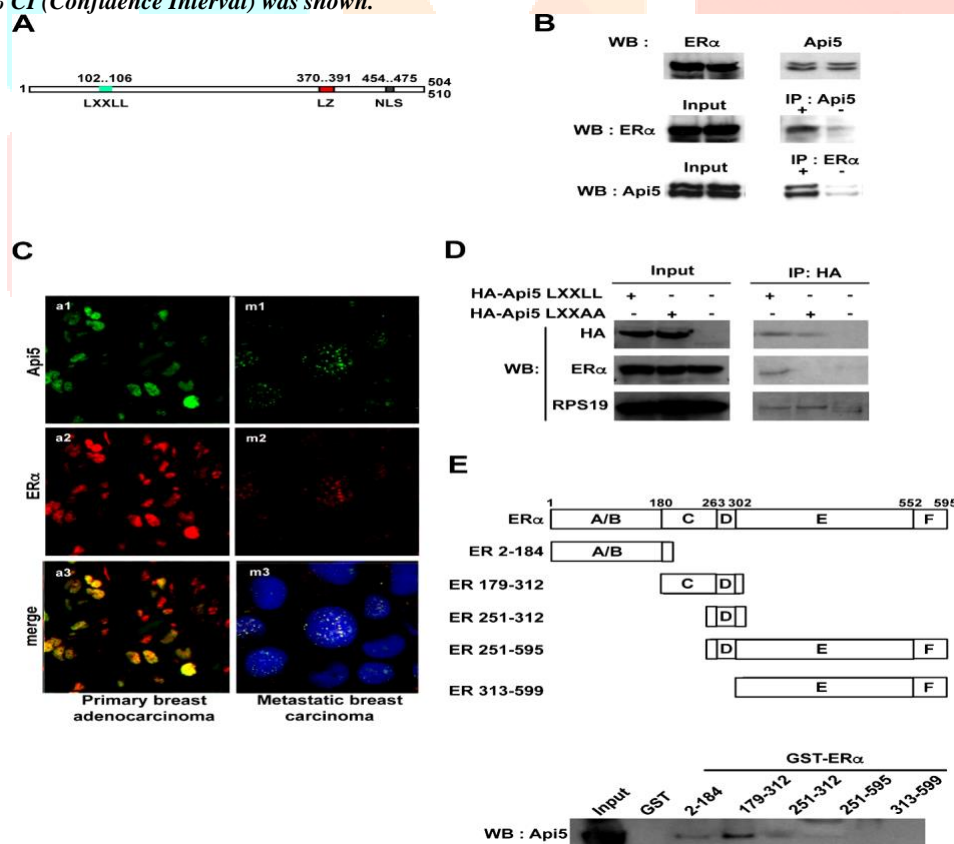 % CI (Confidence Interval) was shown.
A
102..106 370..391 454..475
1 504
510
LXXLL LZ NLS
B
WB : ERα Api5
Input IP : Api5
+ -
WB : ERα
Input IP : ERα
+ -
WB : Api5
C
a1 m1
Api5
a2 m2
ERα
a3 m3
merge
Primary breast adenocarcinoma
Metastatic breast carcinoma
D
Input IP: HA
HA-Api5 LXXLL + - - + - -
HA-Api5 LXXAA - + - - + -
HA
WB: ERα
RPS19
E
1 180 263 302 552 595
ERα A/B C D E F
ER 2-184 A/B
ER 179-312 C D
ER 251-312 D
ER 251-595 D E F
ER 313-599 E F
GST-ERα
Input GST 2-184 179-312 251-312 251-595 313-599
WB : Api5